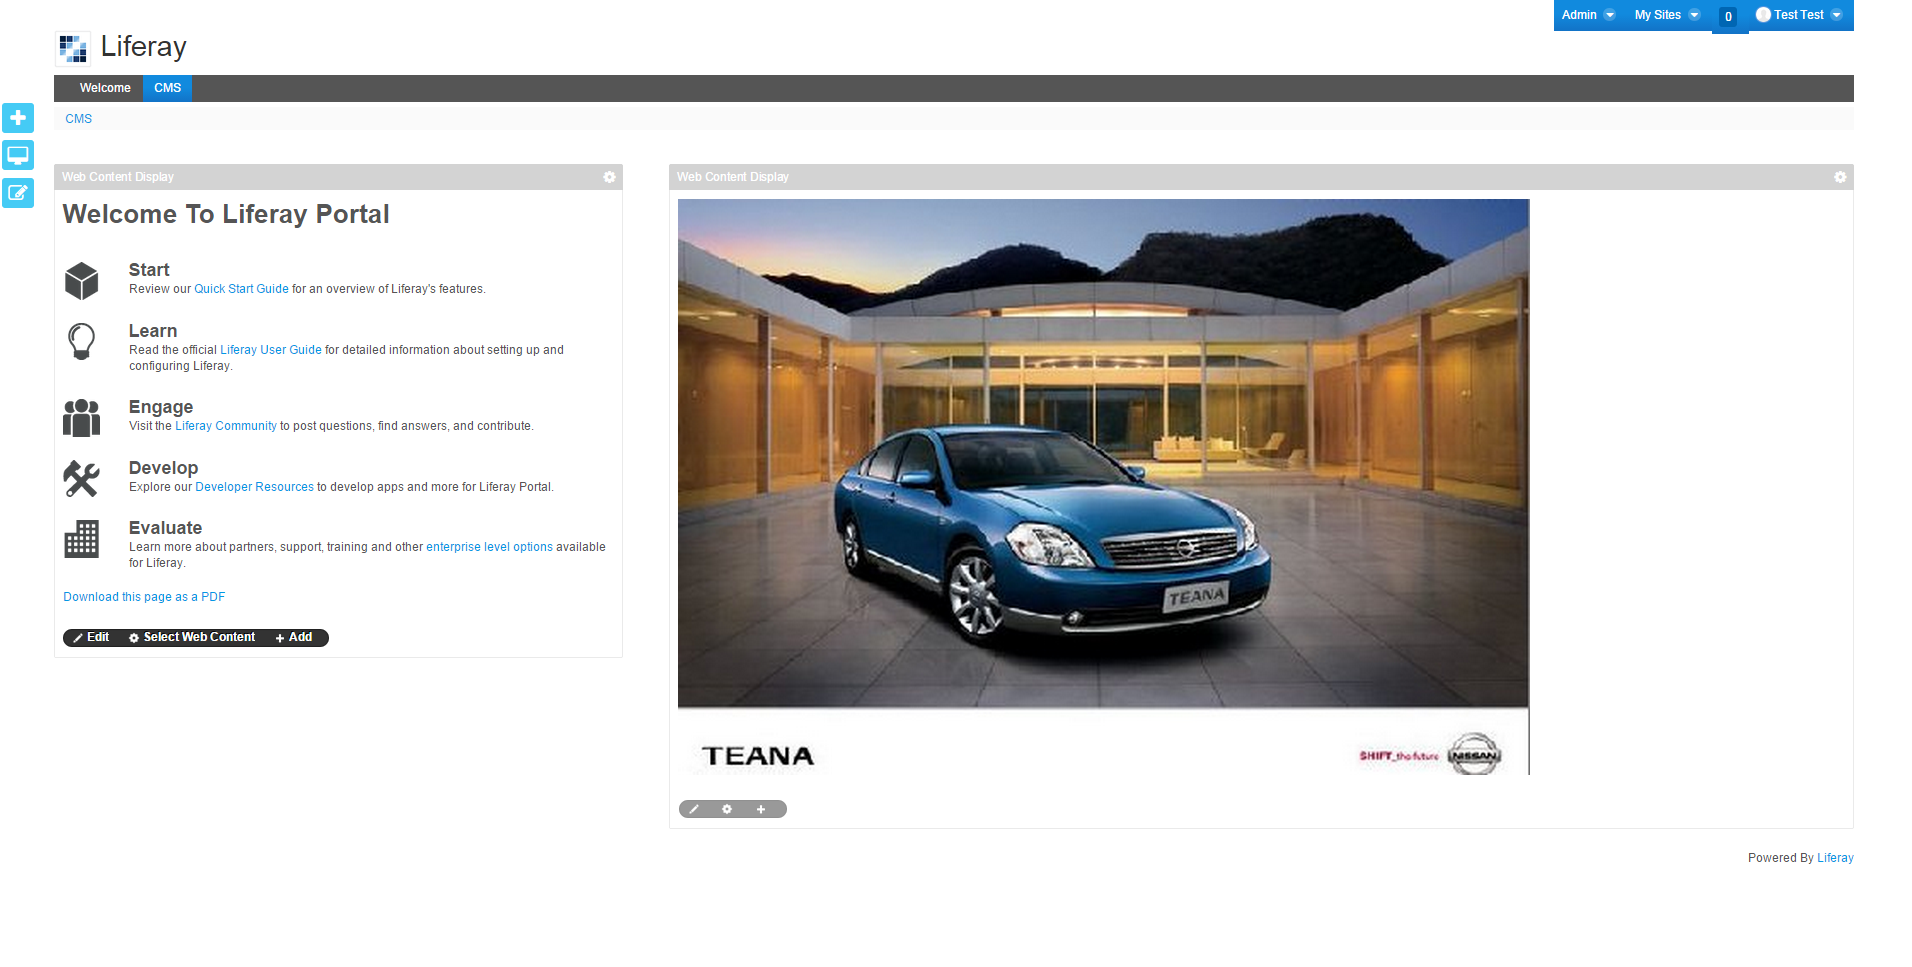 Admin My Sites 0 Test Test
Liferay
Welcome CMS
CMS
Web Content Display
Welcome To Liferay Portal
Start
Review our Quick Start Guide for an overview of Liferay's features.
Learn
Read the official Liferay User Guide for detailed information about setting up and
configuring Liferay.
Engage
Visit the Liferay Community to post questions, find answers, and contribute.
Develop
Explore our Developer Resources to develop apps and more for Liferay Portal.
Evaluate
Learn more about partners, support, training and other enterprise level options available
for Liferay.
Download this page as a PDF
Edit Select Web Content Add
Web Content Display
TEANA
TEANA
SHIFT_the future NISSAN
Powered By Liferay